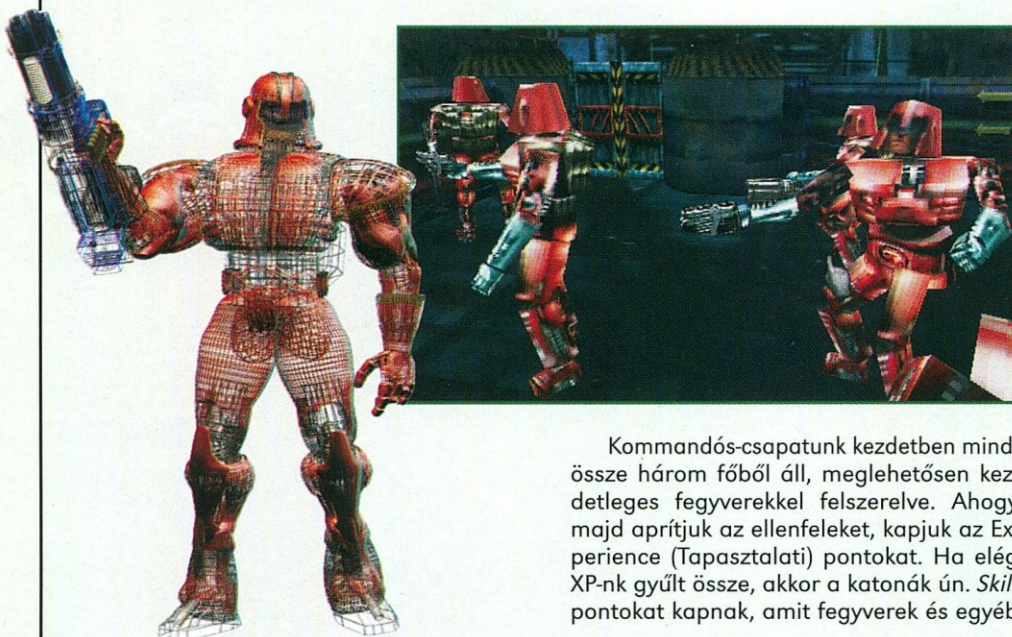 Kommandós-csapatunk kezdetben mind
össze három főből áll, meglehetősen kez
detleges fegyverekkel felszerelve. Ahogy
majd aprítjuk az ellenfeleket, kapjuk az Ex
perience (Tapasztalati) pontokat. Ha elég
XP-nk gyűlt össze, akkor a katonák ún. Skil
pontokat kapnak, amit fegyverek és egyéb